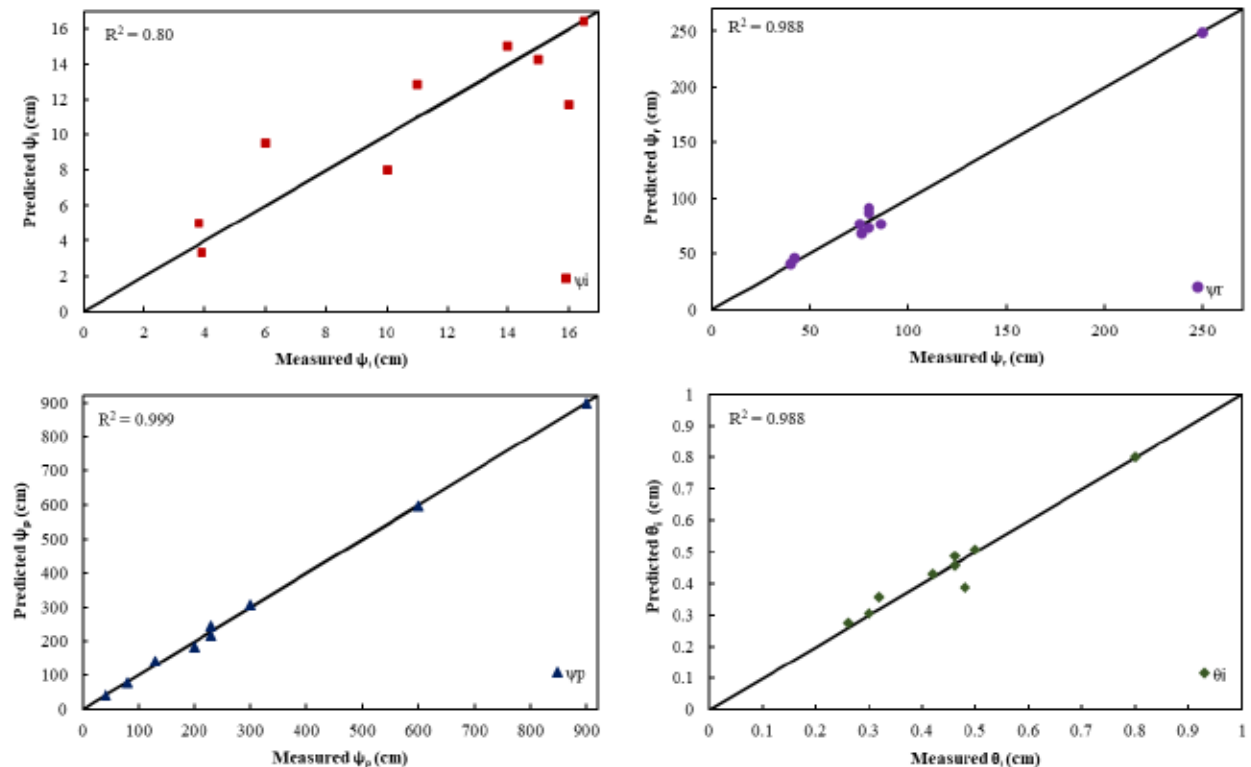 R² = 0.80
16
14
12
10
8
6
4
2
0
Predicted ψᵢ (cm)
0 2 4 6 8 10 12 14 16
Measured ψᵢ (cm)
ψi
R² = 0.988
250
200
150
100
50
0
Predicted ψᵣ (cm)
0 50 100 150 200 250
Measured ψᵣ (cm)
ψr
R² = 0.999
900
800
700
600
500
400
300
200
100
0
Predicted ψₚ (cm)
0 100 200 300 400 500 600 700 800 900
Measured ψₚ (cm)
ψp
R² = 0.988
1
0.9
0.8
0.7
0.6
0.5
0.4
0.3
0.2
0.1
0
Predicted θᵢ (cm)
0 0.1 0.2 0.3 0.4 0.5 0.6 0.7 0.8 0.9 1
Measured θᵢ (cm)
θi